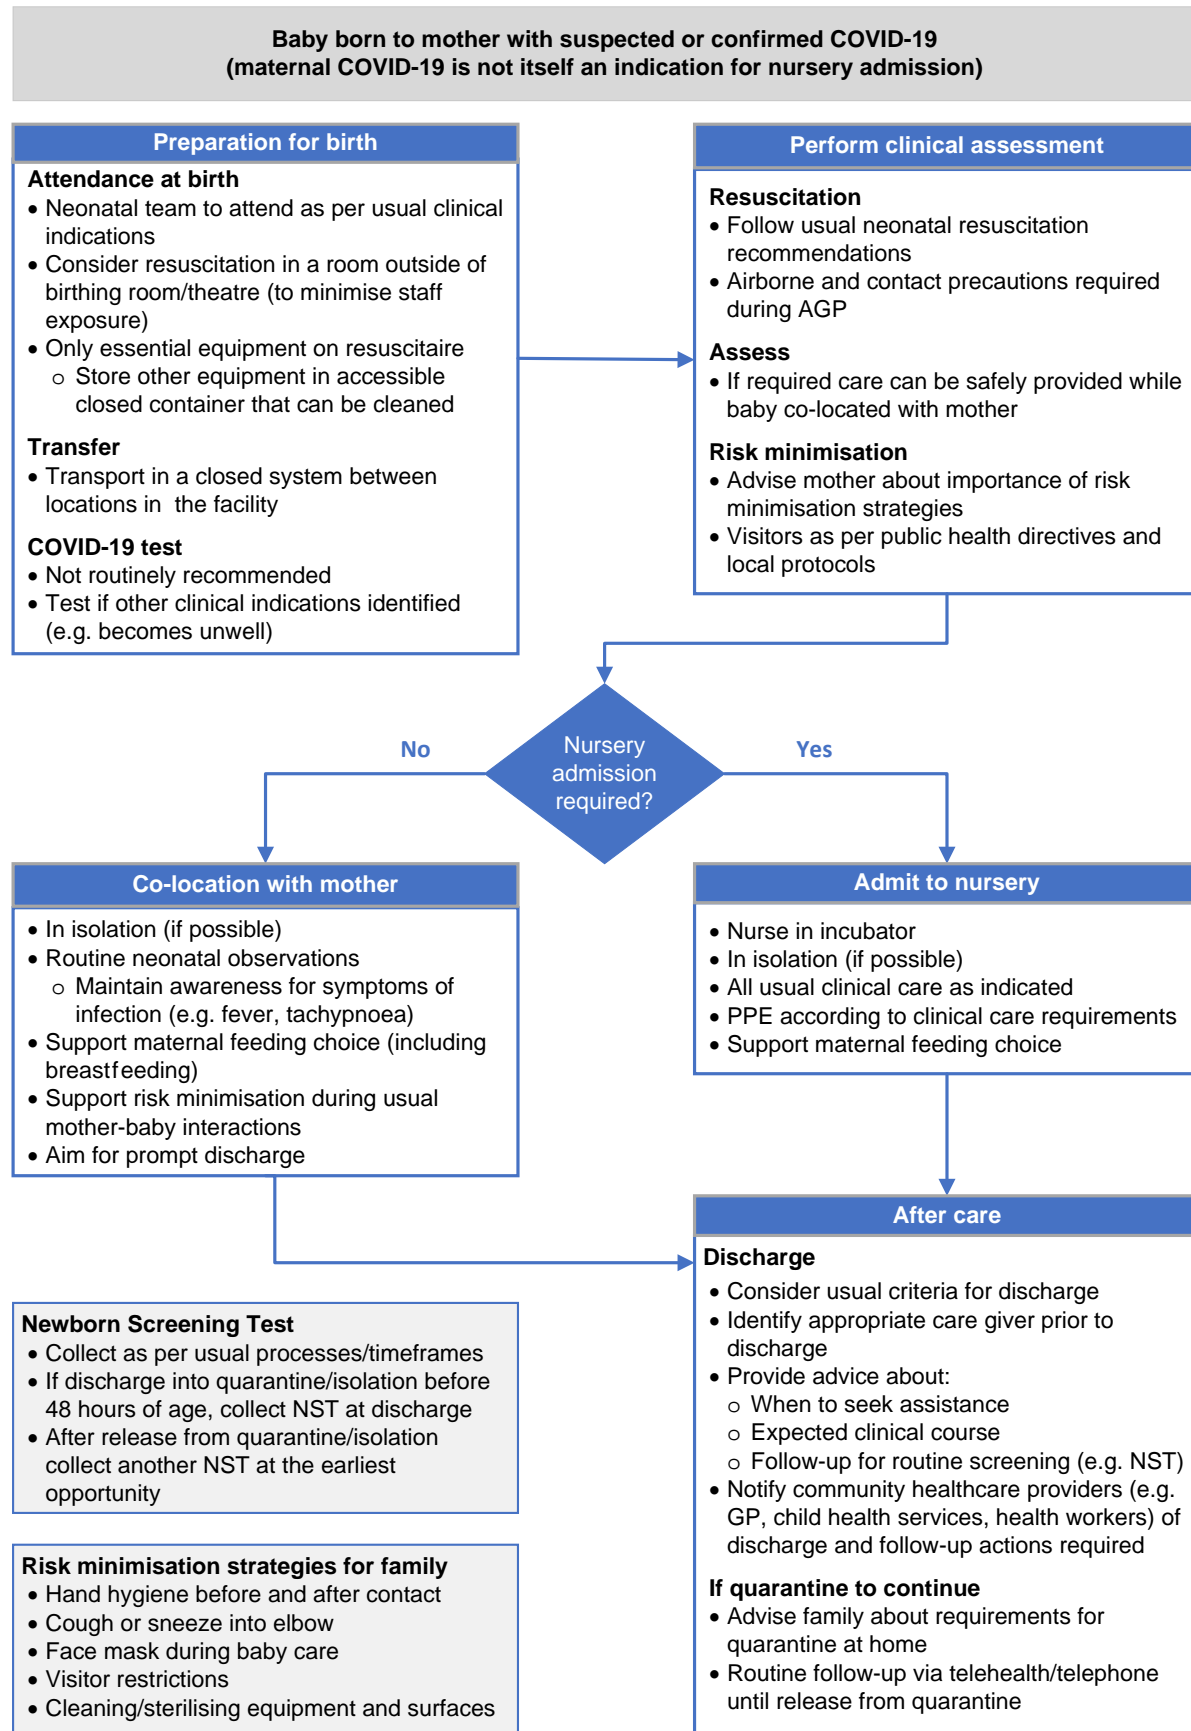 Baby born to mother with suspected or confirmed COVID-19
(maternal COVID-19 is not itself an indication for nursery admission)
Preparation for birth
Attendance at birth
• Neonatal team to attend as per usual clinical
indications
• Consider resuscitation in a room outside of
birthing room/theatre (to minimise staff
exposure)
• Only essential equipment on resuscitaire
o Store other equipment in accessible
closed container that can be cleaned
Transfer
• Transport in a closed system between
locations in the facility
COVID-19 test
• Not routinely recommended
• Test if other clinical indications identified
(e.g. becomes unwell)
Perform clinical assessment
Resuscitation
• Follow usual neonatal resuscitation
recommendations
• Airborne and contact precautions required
during AGP
Assess
• If required care can be safely provided while
baby co-located with mother
Risk minimisation
• Advise mother about importance of risk
minimisation strategies
• Visitors as per public health directives and
local protocols
Nursery
admission
required?
No
Yes
Co-location with mother
• In isolation (if possible)
• Routine neonatal observations
o Maintain awareness for symptoms of
infection (e.g. fever, tachypnoea)
• Support maternal feeding choice (including
breastfeeding)
• Support risk minimisation during usual
mother-baby interactions
• Aim for prompt discharge
Admit to nursery
• Nurse in incubator
• In isolation (if possible)
• All usual clinical care as indicated
• PPE according to clinical care requirements
• Support maternal feeding choice
After care
Discharge
• Consider usual criteria for discharge
• Identify appropriate care giver prior to
discharge
• Provide advice about:
o When to seek assistance
o Expected clinical course
o Follow-up for routine screening (e.g. NST)
• Notify community healthcare providers (e.g.
GP, child health services, health workers) of
discharge and follow-up actions required
If quarantine to continue
• Advise family about requirements for
quarantine at home
• Routine follow-up via telehealth/telephone
until release from quarantine
Newborn Screening Test
• Collect as per usual processes/timeframes
• If discharge into quarantine/isolation before
48 hours of age, collect NST at discharge
• After release from quarantine/isolation
collect another NST at the earliest
opportunity
Risk minimisation strategies for family
• Hand hygiene before and after contact
• Cough or sneeze into elbow
• Face mask during baby care
• Visitor restrictions
• Cleaning/sterilising equipment and surfaces